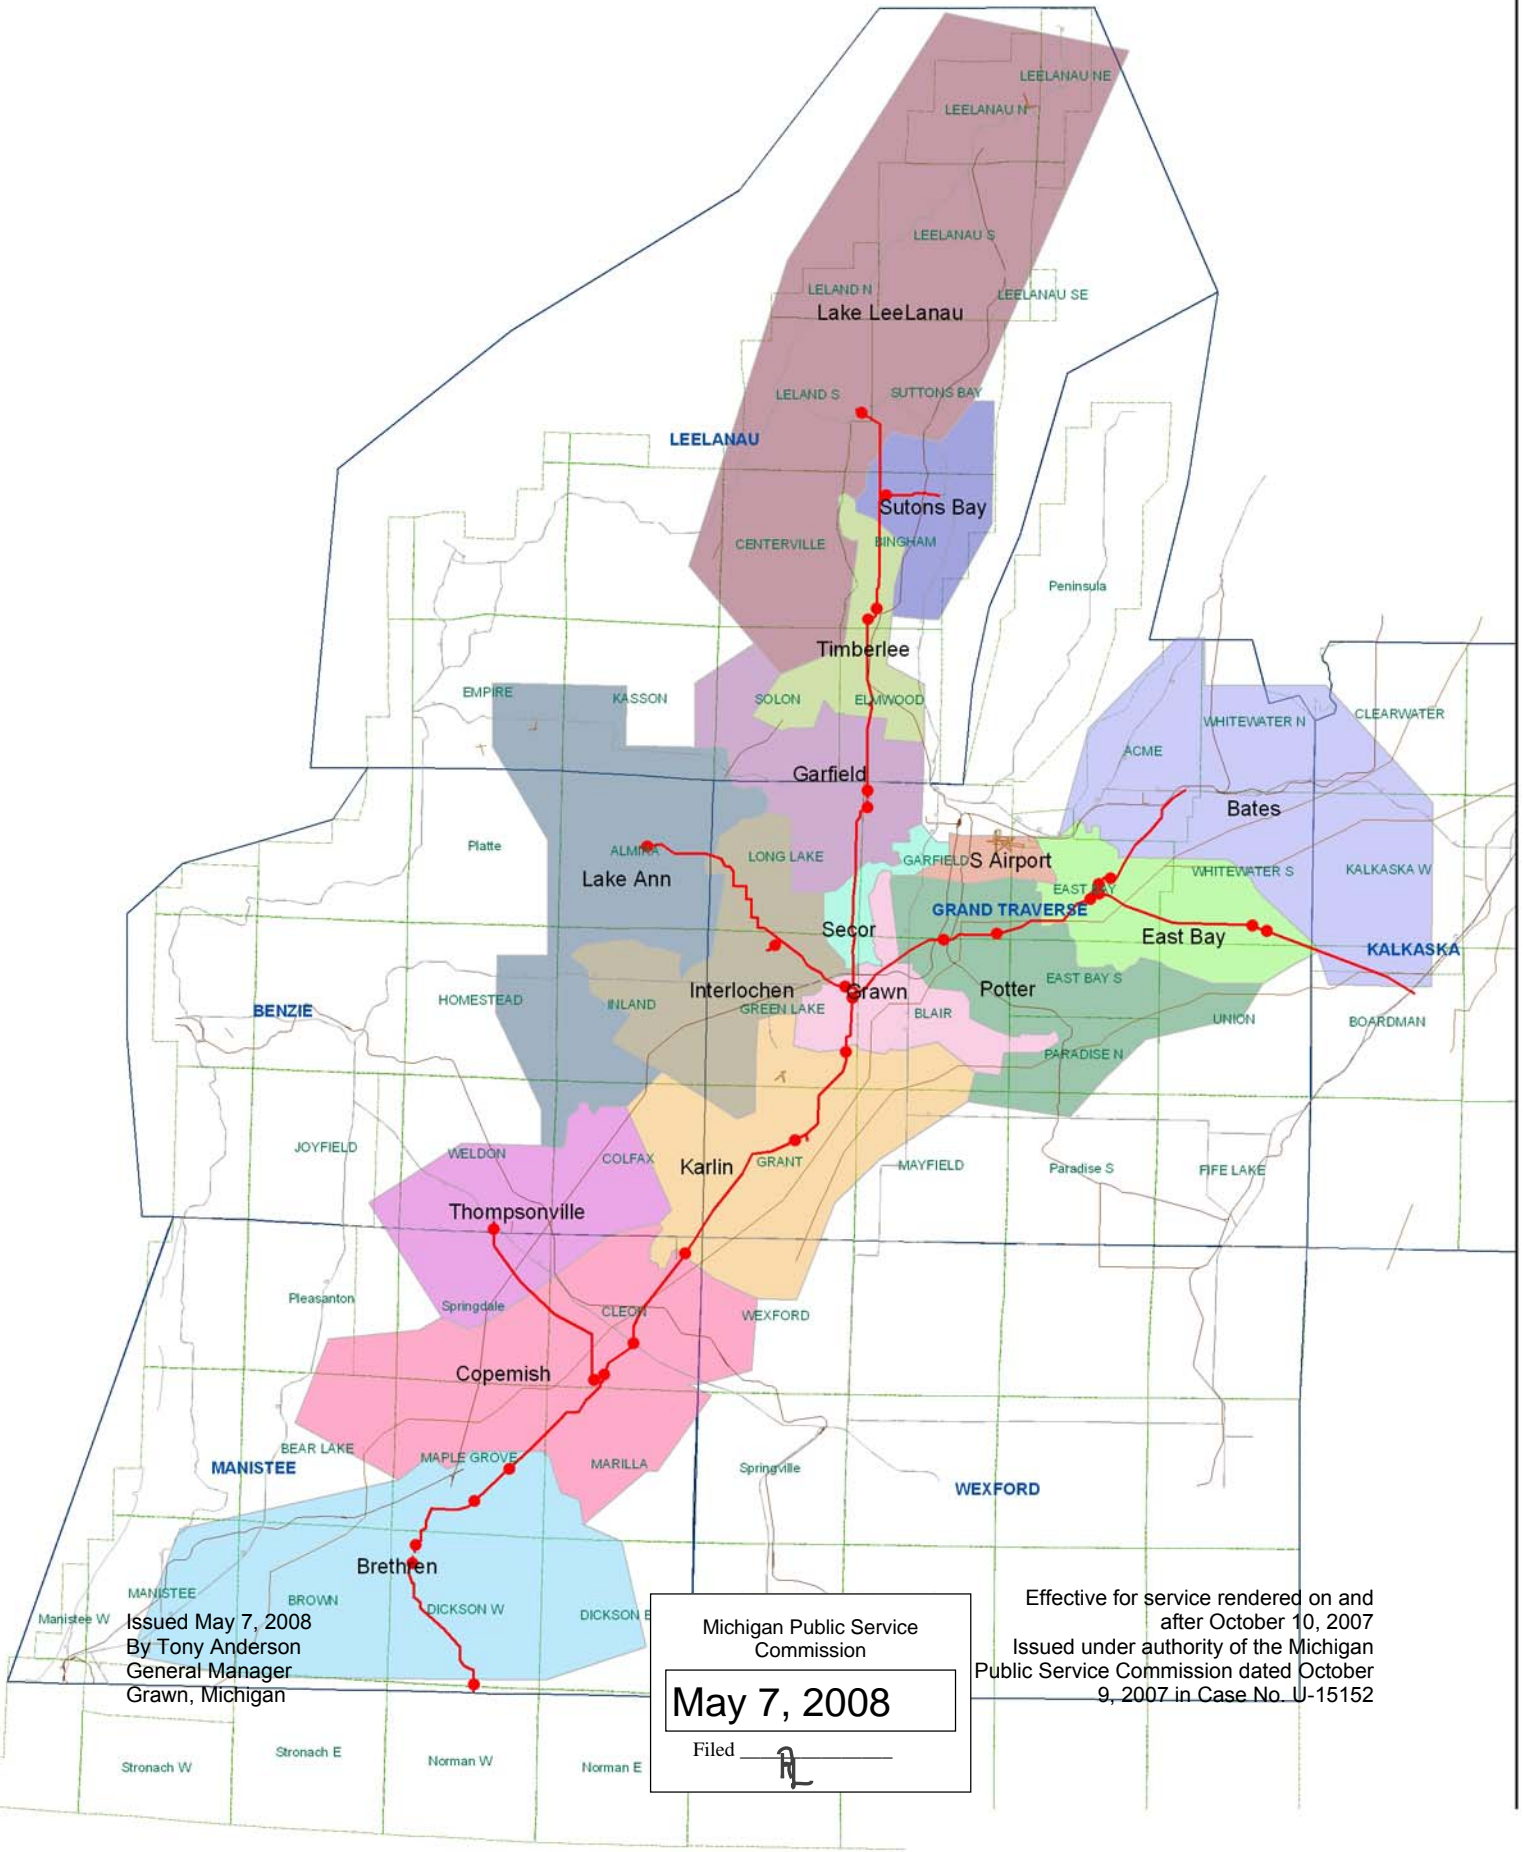 LEELANAU NE
LEELANAU N
LEELANAU S
LELAND N
LEELANAU SE
Lake LeeLanau
LELAND S
SUTTONS BAY
LEELANAU
Sutons Bay
CENTERVILLE
BINGHAM
Peninsula
Timberlee
EMPIRE
KASSON
SOLON
ELMWOOD
CLEARWATER
WHITEWATER N
ACME
Garfield
Bates
Platte
ALMIRA
LONG LAKE
GARFIELD
S Airport
WHITEWATER S
KALKASKA W
Lake Ann
EAST BAY
GRAND TRAVERSE
Secor
East Bay
KALKASKA
EAST BAY S
Interlochen
Grawn
Potter
HOMESTEAD
INLAND
GREEN LAKE
BLAIR
BENZIE
UNION
BOARDMAN
PARADISE N
JOYFIELD
WELDON
COLFAX
Karlin
GRANT
MAYFIELD
Paradise S
FIFE LAKE
Thompsonville
Pleasanton
Springdale
CLEON
WEXFORD
Copemish
BEAR LAKE
MAPLE GROVE
MARILLA
MANISTEE
Springville
WEXFORD
Brethren
MANISTEE
BROWN
DICKSON W
DICKSON E
Manistee W
Issued May 7, 2008
By Tony Anderson
General Manager
Grawn, Michigan
Michigan Public Service
Commission
May 7, 2008
Filed
RL
Effective for service rendered on and
after October 10, 2007
Issued under authority of the Michigan
Public Service Commission dated October
9, 2007 in Case No. U-15152
Stronach W
Stronach E
Norman W
Norman E